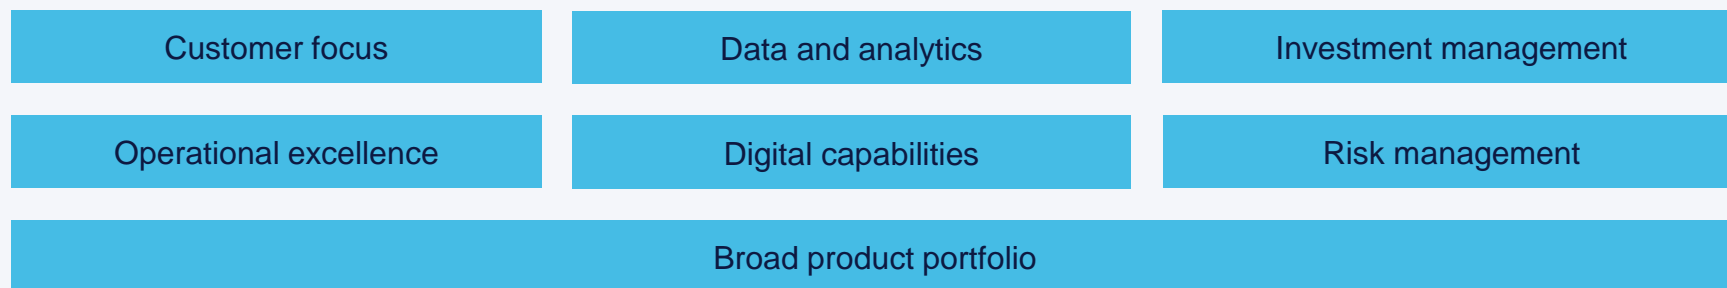 Customer focus
Data and analytics
Investment management
Operational excellence
Digital capabilities
Risk management
Broad product portfolio